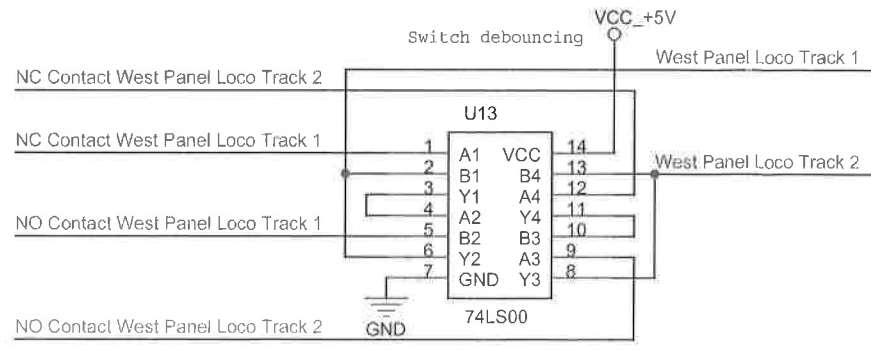 VCC_+5V
Switch debouncing
West Panel Loco Track 1
NC Contact West Panel Loco Track 2
U13
NC Contact West Panel Loco Track 1
1 A1 VCC 14
2 B1 B4 13
West Panel Loco Track 2
3 Y1 A4 12
4 A2 Y4 11
NO Contact West Panel Loco Track 1
5 B2 B3 10
6 Y2 A3 9
7 GND Y3 8
74LS00
GND
NO Contact West Panel Loco Track 2